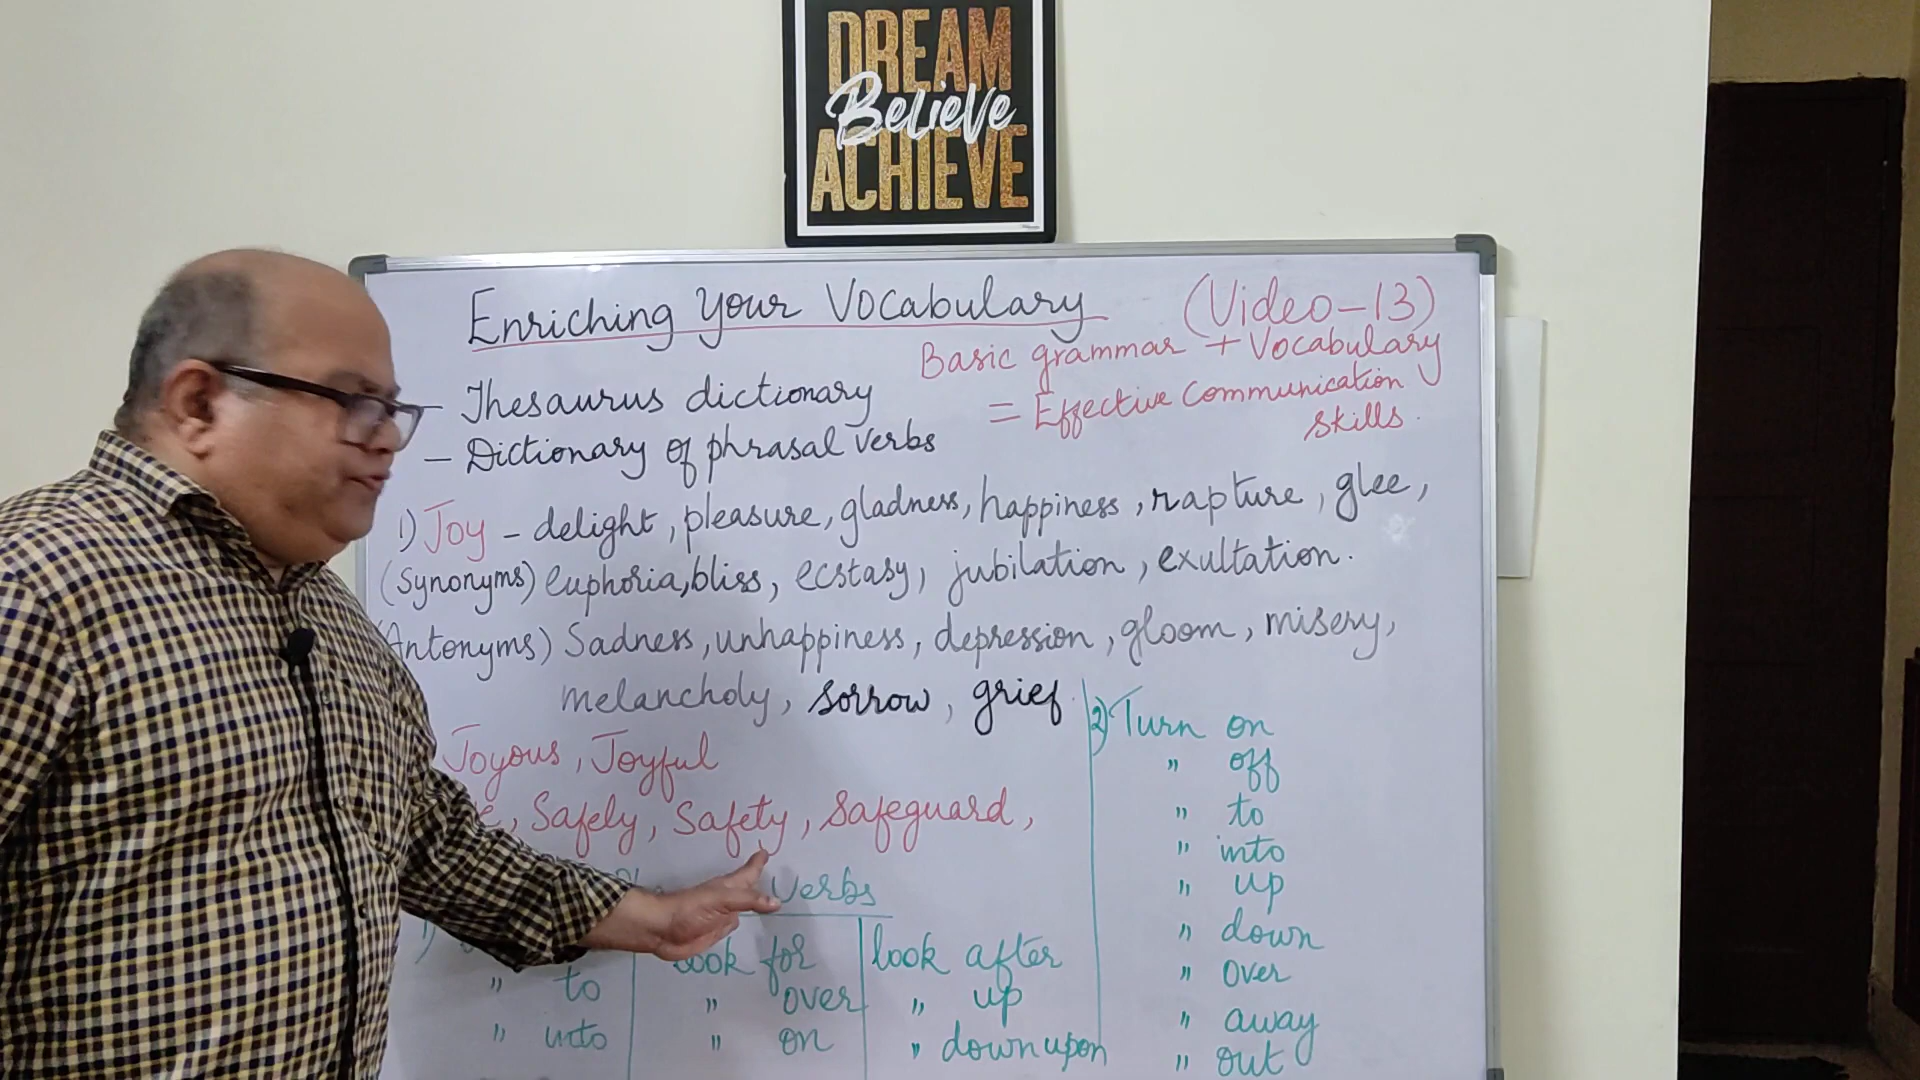 DREAM
Believe
ACHIEVE
Enriching Your Vocabulary (Video-13)
Basic grammar + Vocabulary
= Effective Communication
Skills.
- Thesaurus dictionary
- Dictionary of phrasal verbs
1) Joy - delight, pleasure, gladness, happiness, rapture, glee,
(Synonyms) euphoria, bliss, ecstasy, jubilation, exultation.
(Antonyms) Sadness, unhappiness, depression, gloom, misery,
melancholy, sorrow, grief.
Joyous, Joyful
Safely, Safety, Safeguard,
Verbs
look for
" over
" on
look after
" up
" down upon
" to
" into
2) Turn on
" off
" to
" into
" up
" down
" over
" away
" out